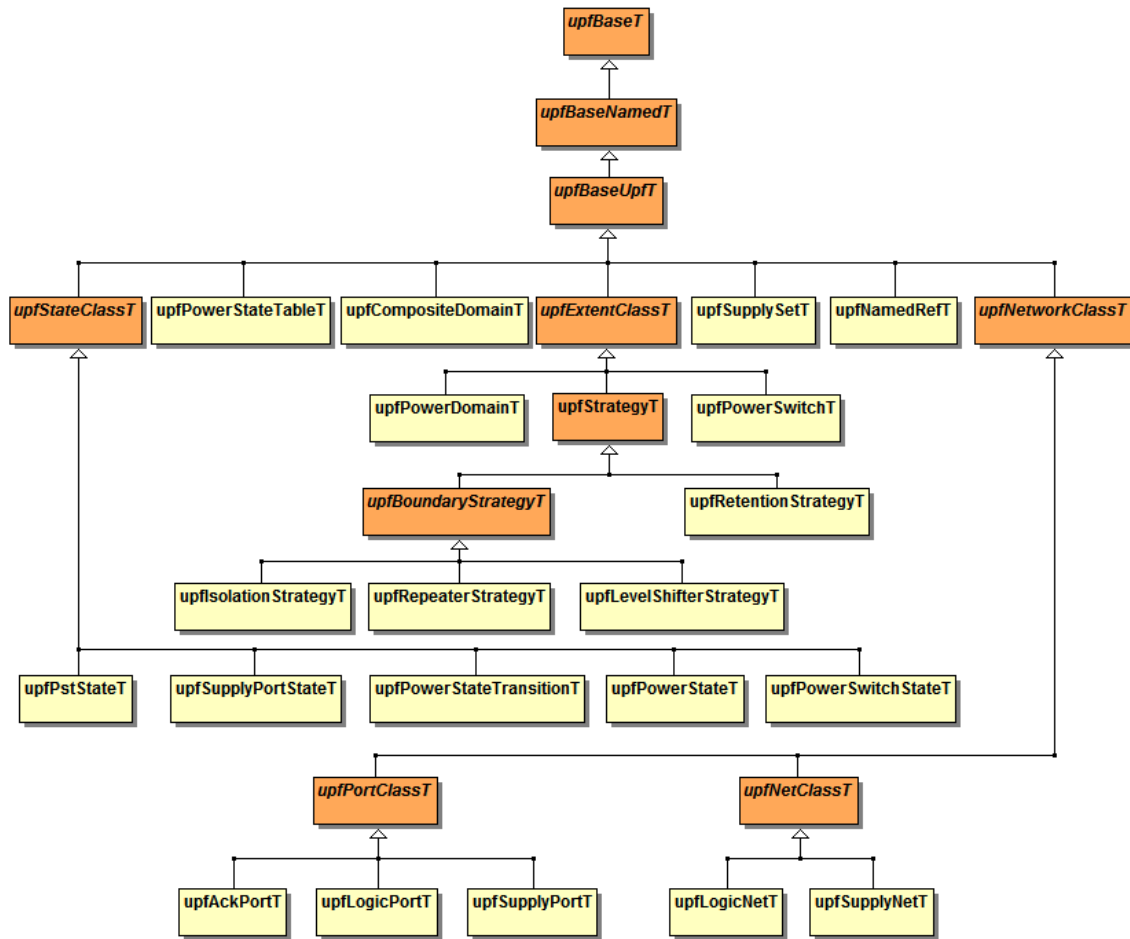 upfBaseT
upfBaseNamedT
upfBaseUpfT
upfStateClassT
upfPowerStateTableT
upfCompositeDomainT
upfExtentClassT
upfSupplySetT
upfNamedRefT
upfNetworkClassT
upfPowerDomainT
upfStrategyT
upfPowerSwitchT
upfBoundaryStrategyT
upfRetentionStrategyT
upfIsolationStrategyT
upfRepeaterStrategyT
upfLevelShifterStrategyT
upfPstStateT
upfSupplyPortStateT
upfPowerStateTransitionT
upfPowerStateT
upfPowerSwitchStateT
upfPortClassT
upfNetClassT
upfAckPortT
upfLogicPortT
upfSupplyPortT
upfLogicNetT
upfSupplyNetT